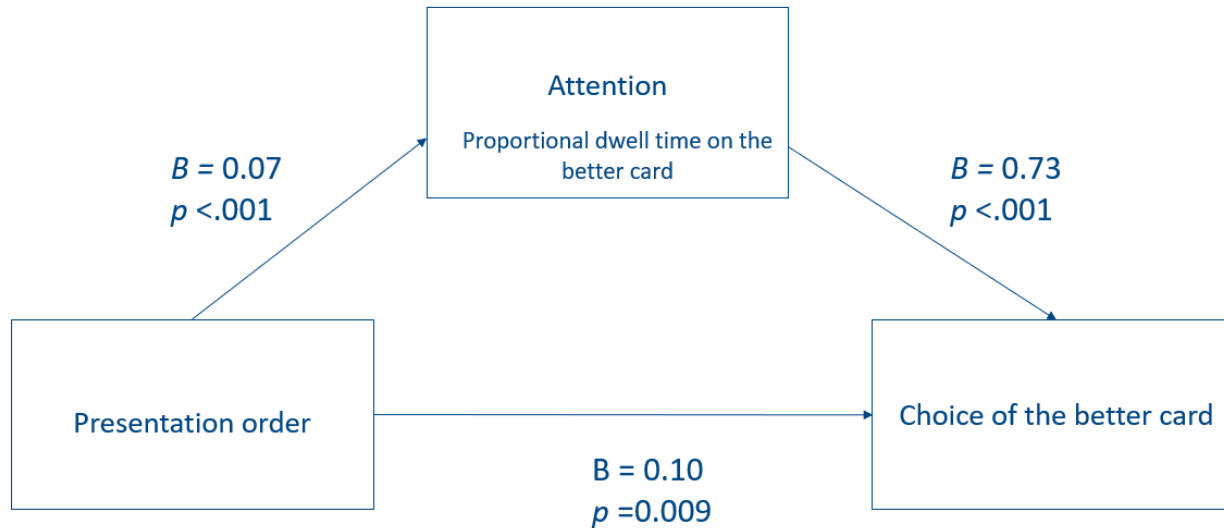 Attention
Proportional dwell time on the
better card
B = 0.07
p <.001
B = 0.73
p <.001
Presentation order
Choice of the better card
B = 0.10
p =0.009